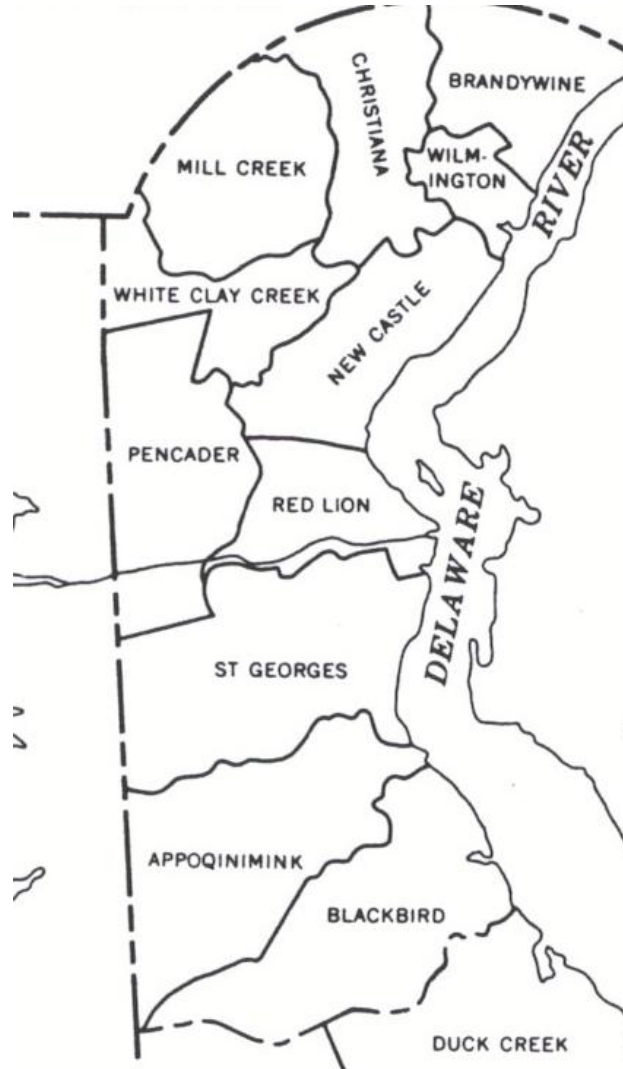 BRANDYWINE
CHRISTIANA
MILL CREEK
WILM-
INGTON
RIVER
WHITE CLAY CREEK
NEW CASTLE
PENCADER
RED LION
DELAWARE
ST GEORGES
APPOQINIMINK
BLACKBIRD
DUCK CREEK